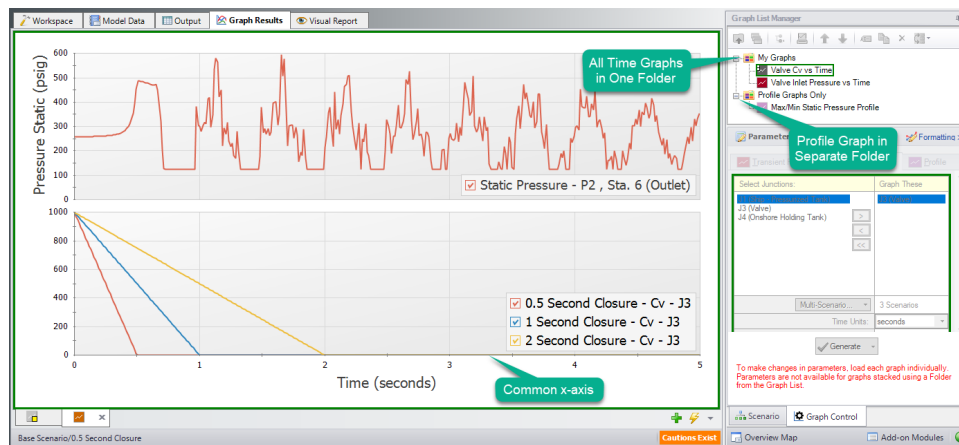 Workspace
Model Data
Output
Graph Results
Visual Report
600
500
400
300
200
100
0
Pressure Static (psig)
Static Pressure - P2 , Sta. 6 (Outlet)
1000
800
600
400
200
0
0.5 Second Closure - Cv - J3
1 Second Closure - Cv - J3
2 Second Closure - Cv - J3
0 1 2 3 4 5
Time (seconds)
Common x-axis
Base Scenario/0.5 Second Closure
Cautions Exist
Graph List Manager
All Time Graphs
in One Folder
My Graphs
Valve Cv vs Time
Valve Inlet Pressure vs Time
Profile Graphs Only
Max/Min Static Pressure Profile
Profile Graph in
Separate Folder
Formatting
Profile
Select Junctions:
Graph These
J3 (Valve)
J4 (Onshore Holding Tank)
>
<
<<
Multi-Scenario...
3 Scenarios
Time Units:
seconds
Generate
To make changes in parameters, load each graph individually.
Parameters are not available for graphs stacked using a Folder
from the Graph List.
Scenario
Graph Control
Overview Map
Add-on Modules